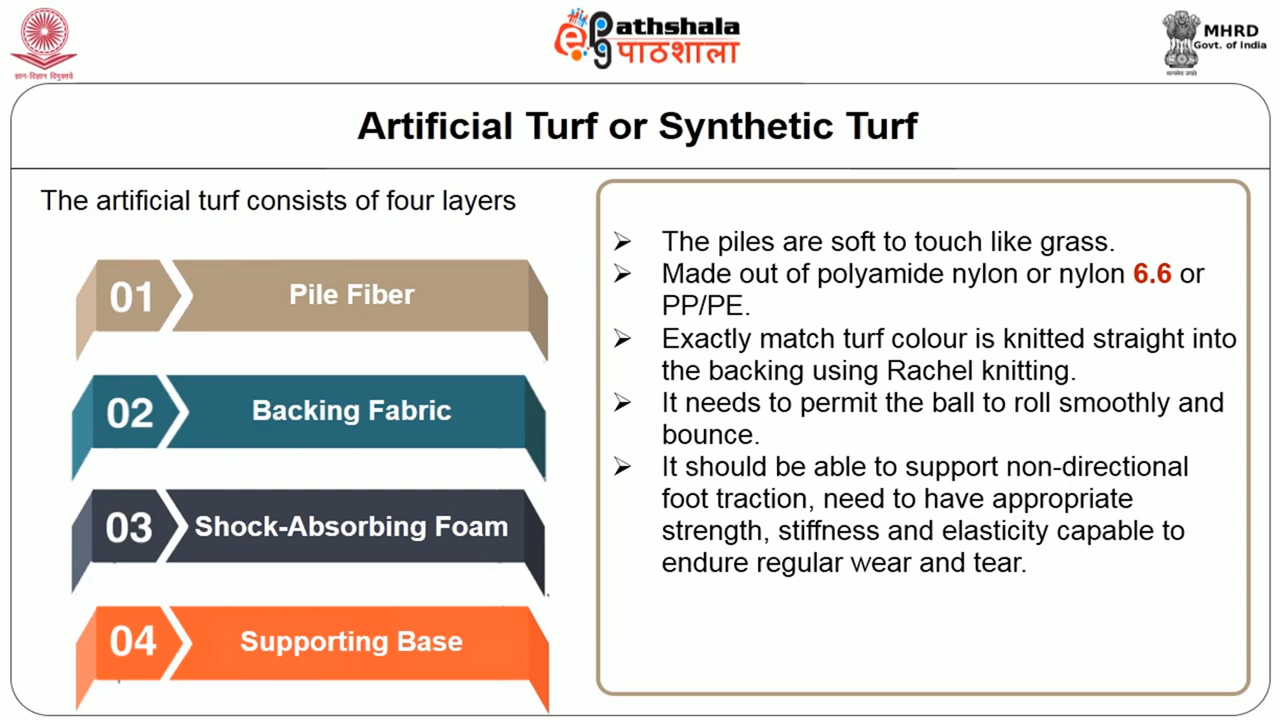 ज्ञान-विज्ञान विमुक्तये
e Pathshala
पाठशाला
MHRD
Govt. of India
सत्यमेव जयते
Artificial Turf or Synthetic Turf
The artificial turf consists of four layers
01 Pile Fiber
02 Backing Fabric
03 Shock-Absorbing Foam
04 Supporting Base
➢ The piles are soft to touch like grass.
➢ Made out of polyamide nylon or nylon 6.6 or
PP/PE.
➢ Exactly match turf colour is knitted straight into
the backing using Rachel knitting.
➢ It needs to permit the ball to roll smoothly and
bounce.
➢ It should be able to support non-directional
foot traction, need to have appropriate
strength, stiffness and elasticity capable to
endure regular wear and tear.